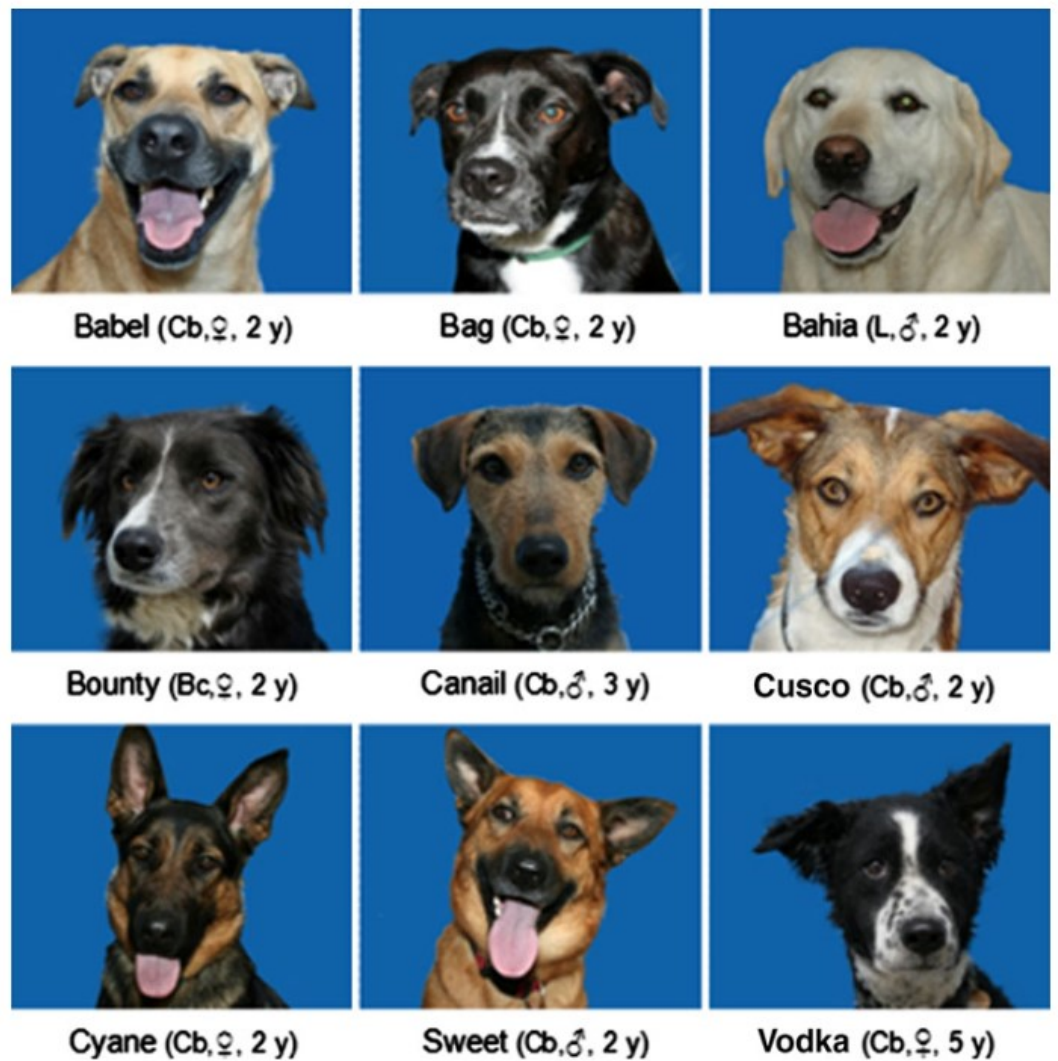 Babel (Cb,♀, 2 y)
Bag (Cb,♀, 2 y)
Bahia (L,♂, 2 y)
Bounty (Bc,♀, 2 y)
Canail (Cb,♂, 3 y)
Cusco (Cb,♂, 2 y)
Cyane (Cb,♀, 2 y)
Sweet (Cb,♂, 2 y)
Vodka (Cb,♀, 5 y)